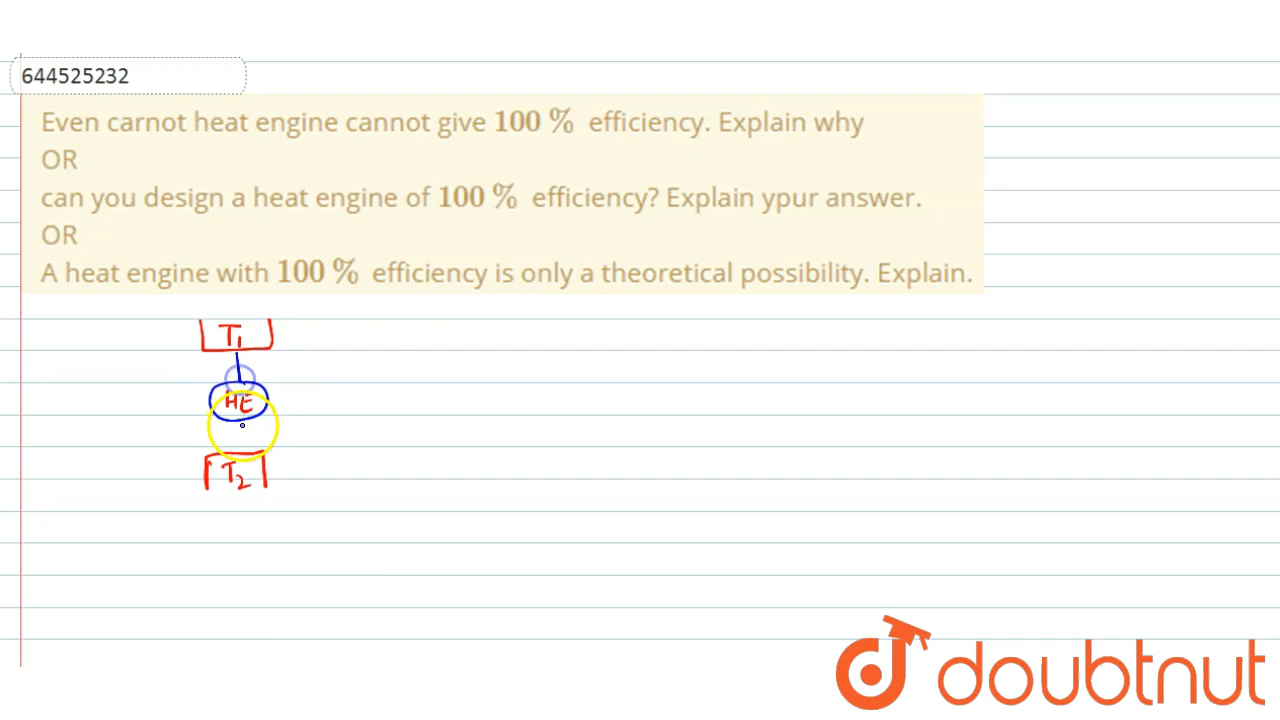 644525232
Even carnot heat engine cannot give 100 % efficiency. Explain why
OR
can you design a heat engine of 100 % efficiency? Explain ypur answer.
OR
A heat engine with 100 % efficiency is only a theoretical possibility. Explain.
T1
HE
T2
doubtnut